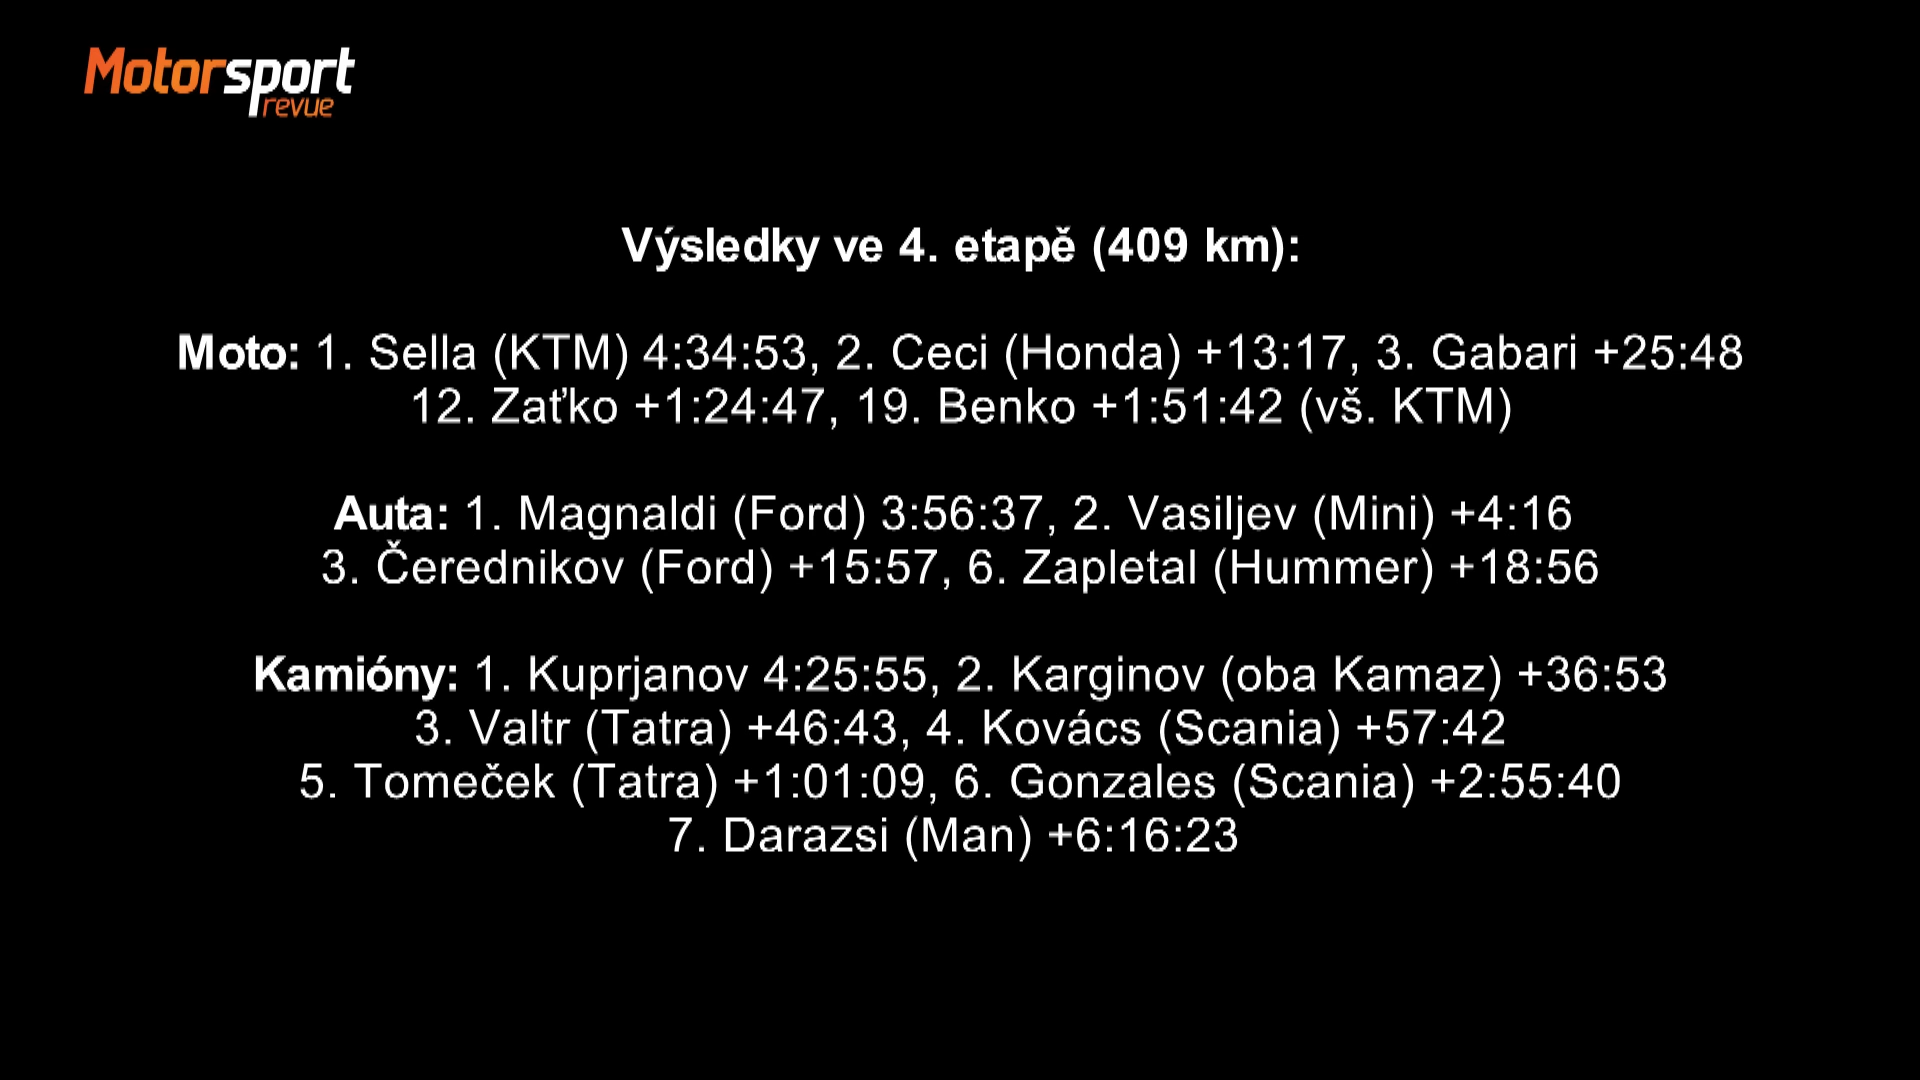 Motorsport
revue
Výsledky ve 4. etapě (409 km):
Moto: 1. Sella (KTM) 4:34:53, 2. Ceci (Honda) +13:17, 3. Gabari +25:48
12. Zaťko +1:24:47, 19. Benko +1:51:42 (vš. KTM)
Auta: 1. Magnaldi (Ford) 3:56:37, 2. Vasiljev (Mini) +4:16
3. Čerednikov (Ford) +15:57, 6. Zapletal (Hummer) +18:56
Kamióny: 1. Kuprjanov 4:25:55, 2. Karginov (oba Kamaz) +36:53
3. Valtr (Tatra) +46:43, 4. Kovács (Scania) +57:42
5. Tomeček (Tatra) +1:01:09, 6. Gonzales (Scania) +2:55:40
7. Darazsi (Man) +6:16:23